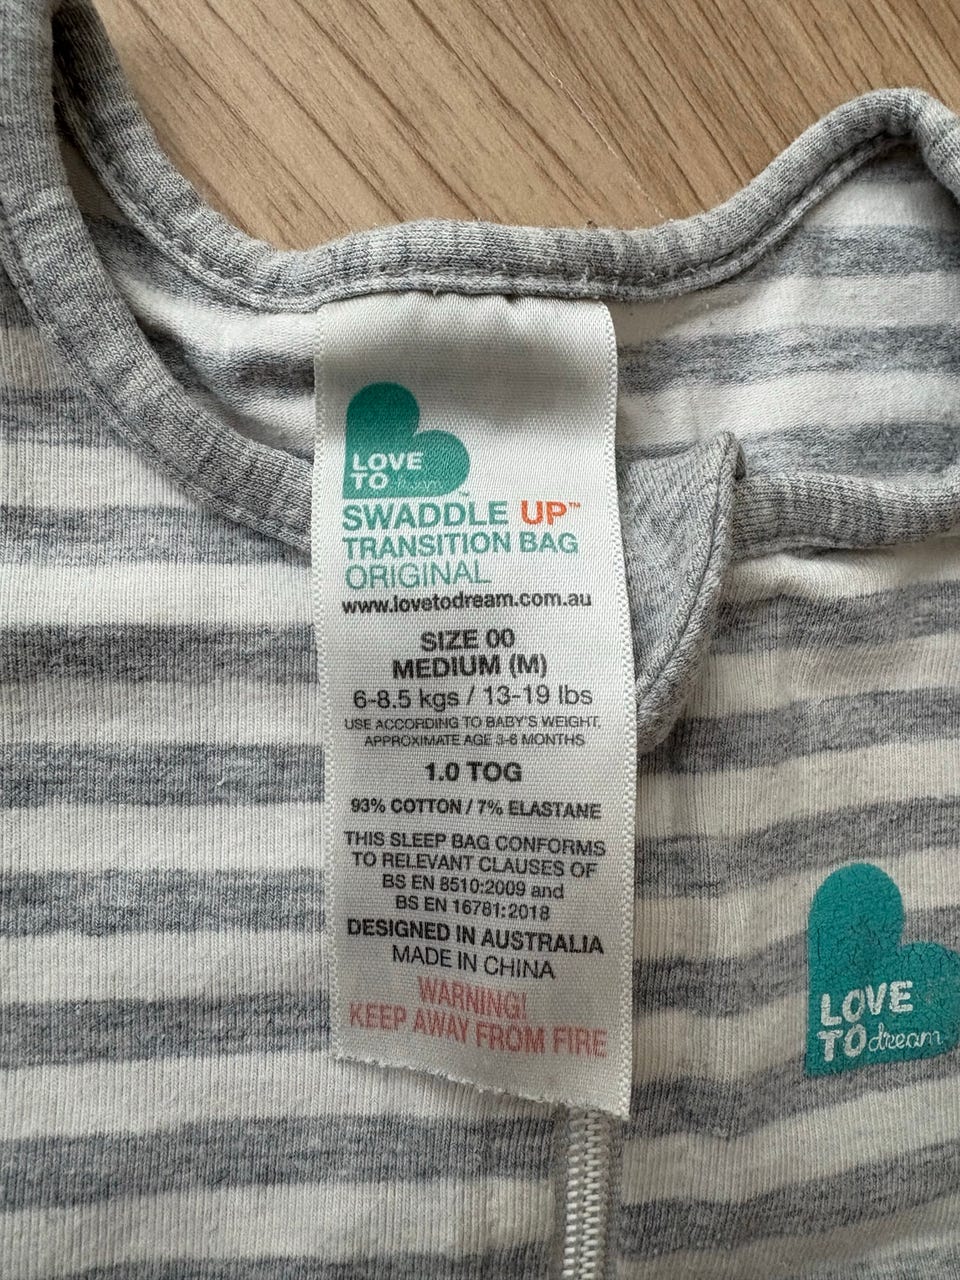 LOVE
TO dream
SWADDLE UP™
TRANSITION BAG
ORIGINAL
www.lovetodream.com.au
SIZE 00
MEDIUM (M)
6-8.5 kgs / 13-19 lbs
USE ACCORDING TO BABY'S WEIGHT.
APPROXIMATE AGE 3-6 MONTHS
1.0 TOG
93% COTTON / 7% ELASTANE
THIS SLEEP BAG CONFORMS
TO RELEVANT CLAUSES OF
BS EN 8510:2009 and
BS EN 16781:2018
DESIGNED IN AUSTRALIA
MADE IN CHINA
WARNING!
KEEP AWAY FROM FIRE
LOVE
TO dream